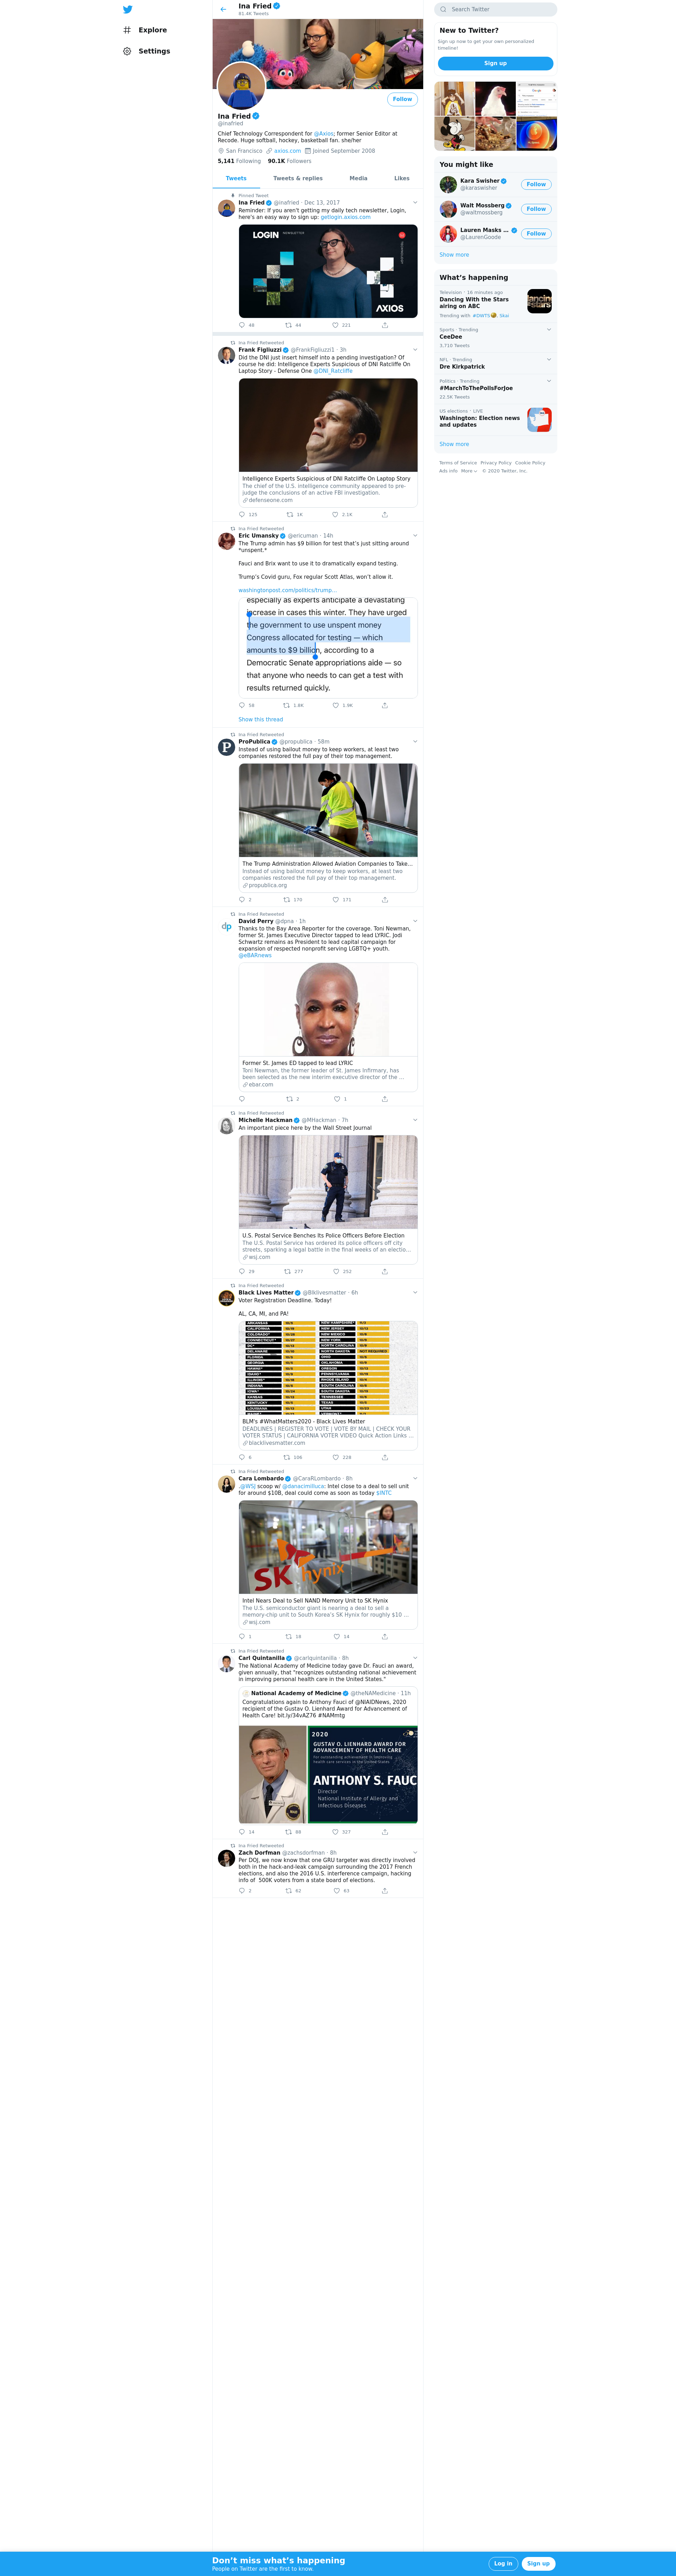 Explore
Settings
Ina Fried
81.4K Tweets
Follow
Ina Fried
@inafried
Chief Technology Correspondent for @Axios; former Senior Editor at
Recode. Huge softball, hockey, basketball fan. she/her
San Francisco axios.com Joined September 2008
5,141 Following 90.1K Followers
Tweets Tweets & replies Media Likes
Pinned Tweet
Ina Fried @inafried · Dec 13, 2017
Reminder: If you aren't getting my daily tech newsletter, Login,
here's an easy way to sign up: getlogin.axios.com
LOGIN NEWSLETTER
AXIOS
48 44 221
Ina Fried Retweeted
Frank Figliuzzi @FrankFigliuzzi1 · 3h
Did the DNI just insert himself into a pending investigation? Of
course he did: Intelligence Experts Suspicious of DNI Ratcliffe On
Laptop Story - Defense One @DNI_Ratcliffe
Intelligence Experts Suspicious of DNI Ratcliffe On Laptop Story
The chief of the U.S. intelligence community appeared to pre-
judge the conclusions of an active FBI investigation.
defenseone.com
125 1K 2.1K
Ina Fried Retweeted
Eric Umansky @ericuman · 14h
The Trump admin has $9 billion for test that's just sitting around
*unspent.*
Fauci and Brix want to use it to dramatically expand testing.
Trump's Covid guru, Fox regular Scott Atlas, won't allow it.
washingtonpost.com/politics/trump...
especially as experts anticipate a devastating
increase in cases this winter. They have urged
the government to use unspent money
Congress allocated for testing — which
amounts to $9 billion, according to a
Democratic Senate appropriations aide — so
that anyone who needs to can get a test with
results returned quickly.
58 1.8K 1.9K
Show this thread
Ina Fried Retweeted
ProPublica @propublica · 58m
Instead of using bailout money to keep workers, at least two
companies restored the full pay of their top management.
The Trump Administration Allowed Aviation Companies to Take...
Instead of using bailout money to keep workers, at least two
companies restored the full pay of their top management.
propublica.org
2 170 171
Ina Fried Retweeted
David Perry @dpna · 1h
Thanks to the Bay Area Reporter for the coverage. Toni Newman,
former St. James Executive Director tapped to lead LYRIC. Jodi
Schwartz remains as President to lead capital campaign for
expansion of respected nonprofit serving LGBTQ+ youth.
@eBARnews
Former St. James ED tapped to lead LYRIC
Toni Newman, the former leader of St, James Infirmary, has
been selected as the new interim executive director of the ...
ebar.com
2 1
Ina Fried Retweeted
Michelle Hackman @MHackman · 7h
An important piece here by the Wall Street Journal
U.S. Postal Service Benches Its Police Officers Before Election
The U.S. Postal Service has ordered its police officers off city
streets, sparking a legal battle in the final weeks of an electio...
wsj.com
29 277 252
Ina Fried Retweeted
Black Lives Matter @Blklivesmatter · 6h
Voter Registration Deadline. Today!
AL, CA, MI, and PA!
BLM's #WhatMatters2020 - Black Lives Matter
DEADLINES | REGISTER TO VOTE | VOTE BY MAIL | CHECK YOUR
VOTER STATUS | CALIFORNIA VOTER VIDEO Quick Action Links ...
blacklivesmatter.com
6 196 228
Ina Fried Retweeted
Cara Lombardo @CaraRLombardo · 8h
.@WSJ scoop w/ @danacimilluca: Intel close to a deal to sell unit
for around $10B, deal could come as soon as today $INTC
SK hynix
Intel Nears Deal to Sell NAND Memory Unit to SK Hynix
The U.S. semiconductor giant is nearing a deal to sell a
memory-chip unit to South Korea's SK Hynix for roughly $10 ...
wsj.com
1 18 14
Ina Fried Retweeted
Carl Quintanilla @carlquintanilla · 8h
The National Academy of Medicine today gave Dr. Fauci an award,
given annually, that "recognizes outstanding national achievement
in improving personal health care in the United States."
National Academy of Medicine @theNAMedicine · 11h
Congratulations again to Anthony Fauci of @NIAIDNews, 2020
recipient of the Gustav O. Lienhard Award for Advancement of
Health Care! bit.ly/34vAZ76 #NAMmtg
2020
GUSTAV O. LIENHARD AWARD FOR
ADVANCEMENT OF HEALTH CARE
For outstanding achievement in improving
health care services in the United States
ANTHONY S. FAUC
Director
National Institute of Allergy and
Infectious Diseases
14 88 327
Ina Fried Retweeted
Zach Dorfman @zachsdorfman · 8h
Per DOJ, we now know that one GRU targeter was directly involved
both in the hack-and-leak campaign surrounding the 2017 French
elections, and also the 2016 U.S. interference campaign, hacking
info of 500K voters from a state board of elections.
2 62 63
Search Twitter
New to Twitter?
Sign up now to get your own personalized
timeline!
Sign up
You might like
Kara Swisher
@karaswisher
Follow
Walt Mossberg
@waltmossberg
Follow
Lauren Masks ...
@LaurenGoode
Follow
Show more
What's happening
Television · 16 minutes ago
Dancing With the Stars
airing on ABC
Trending with #DWTS, Skai
Sports · Trending
CeeDee
3,710 Tweets
NFL · Trending
Dre Kirkpatrick
Politics · Trending
#MarchToThePollsForJoe
22.5K Tweets
US elections · LIVE
Washington: Election news
and updates
Show more
Terms of Service Privacy Policy Cookie Policy
Ads info More © 2020 Twitter, Inc.
Don't miss what's happening
People on Twitter are the first to know.
Log in Sign up